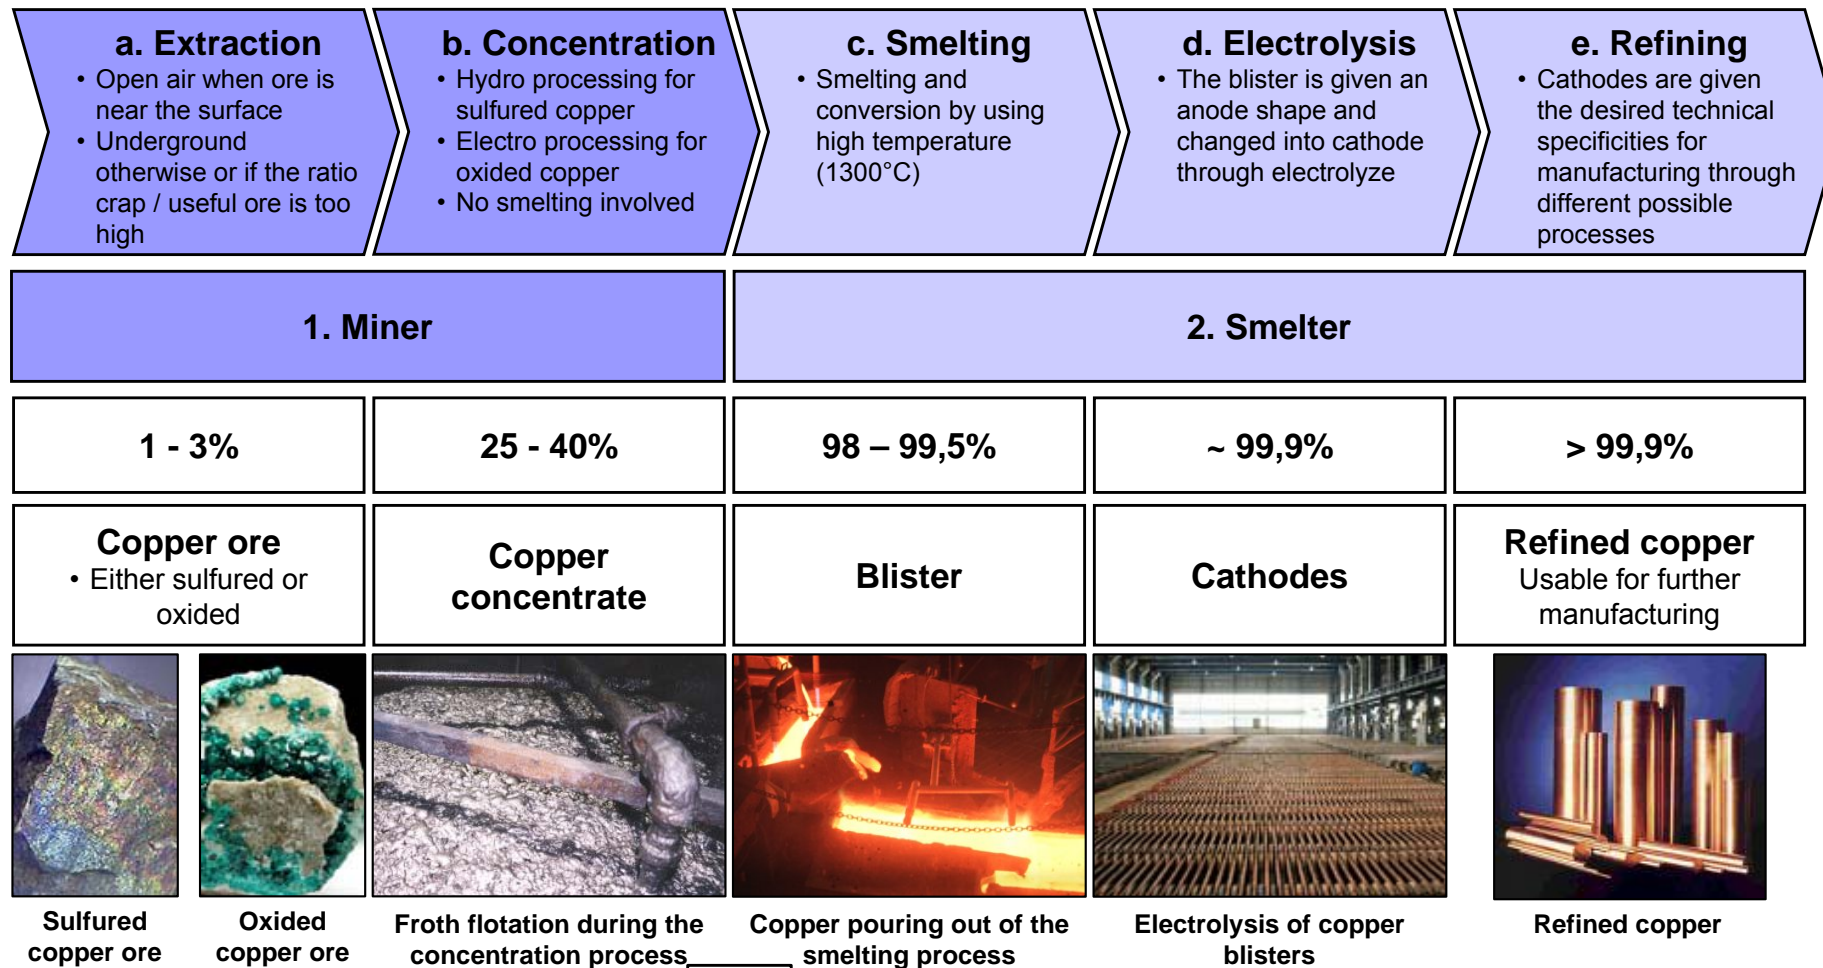 a. Extraction
• Open air when ore is
near the surface
• Underground
otherwise or if the ratio
crap / useful ore is too
high
b. Concentration
• Hydro processing for
sulfured copper
• Electro processing for
oxided copper
• No smelting involved
c. Smelting
• Smelting and
conversion by using
high temperature
(1300°C)
d. Electrolysis
• The blister is given an
anode shape and
changed into cathode
through electrolyze
e. Refining
• Cathodes are given
the desired technical
specificities for
manufacturing through
different possible
processes
1. Miner
2. Smelter
1 - 3%
25 - 40%
98 – 99,5%
~ 99,9%
> 99,9%
Copper ore
• Either sulfured or
oxided
Copper
concentrate
Blister
Cathodes
Refined copper
Usable for further
manufacturing
Sulfured
copper ore
Oxided
copper ore
Froth flotation during the
concentration process
Copper pouring out of the
smelting process
Electrolysis of copper
blisters
Refined copper